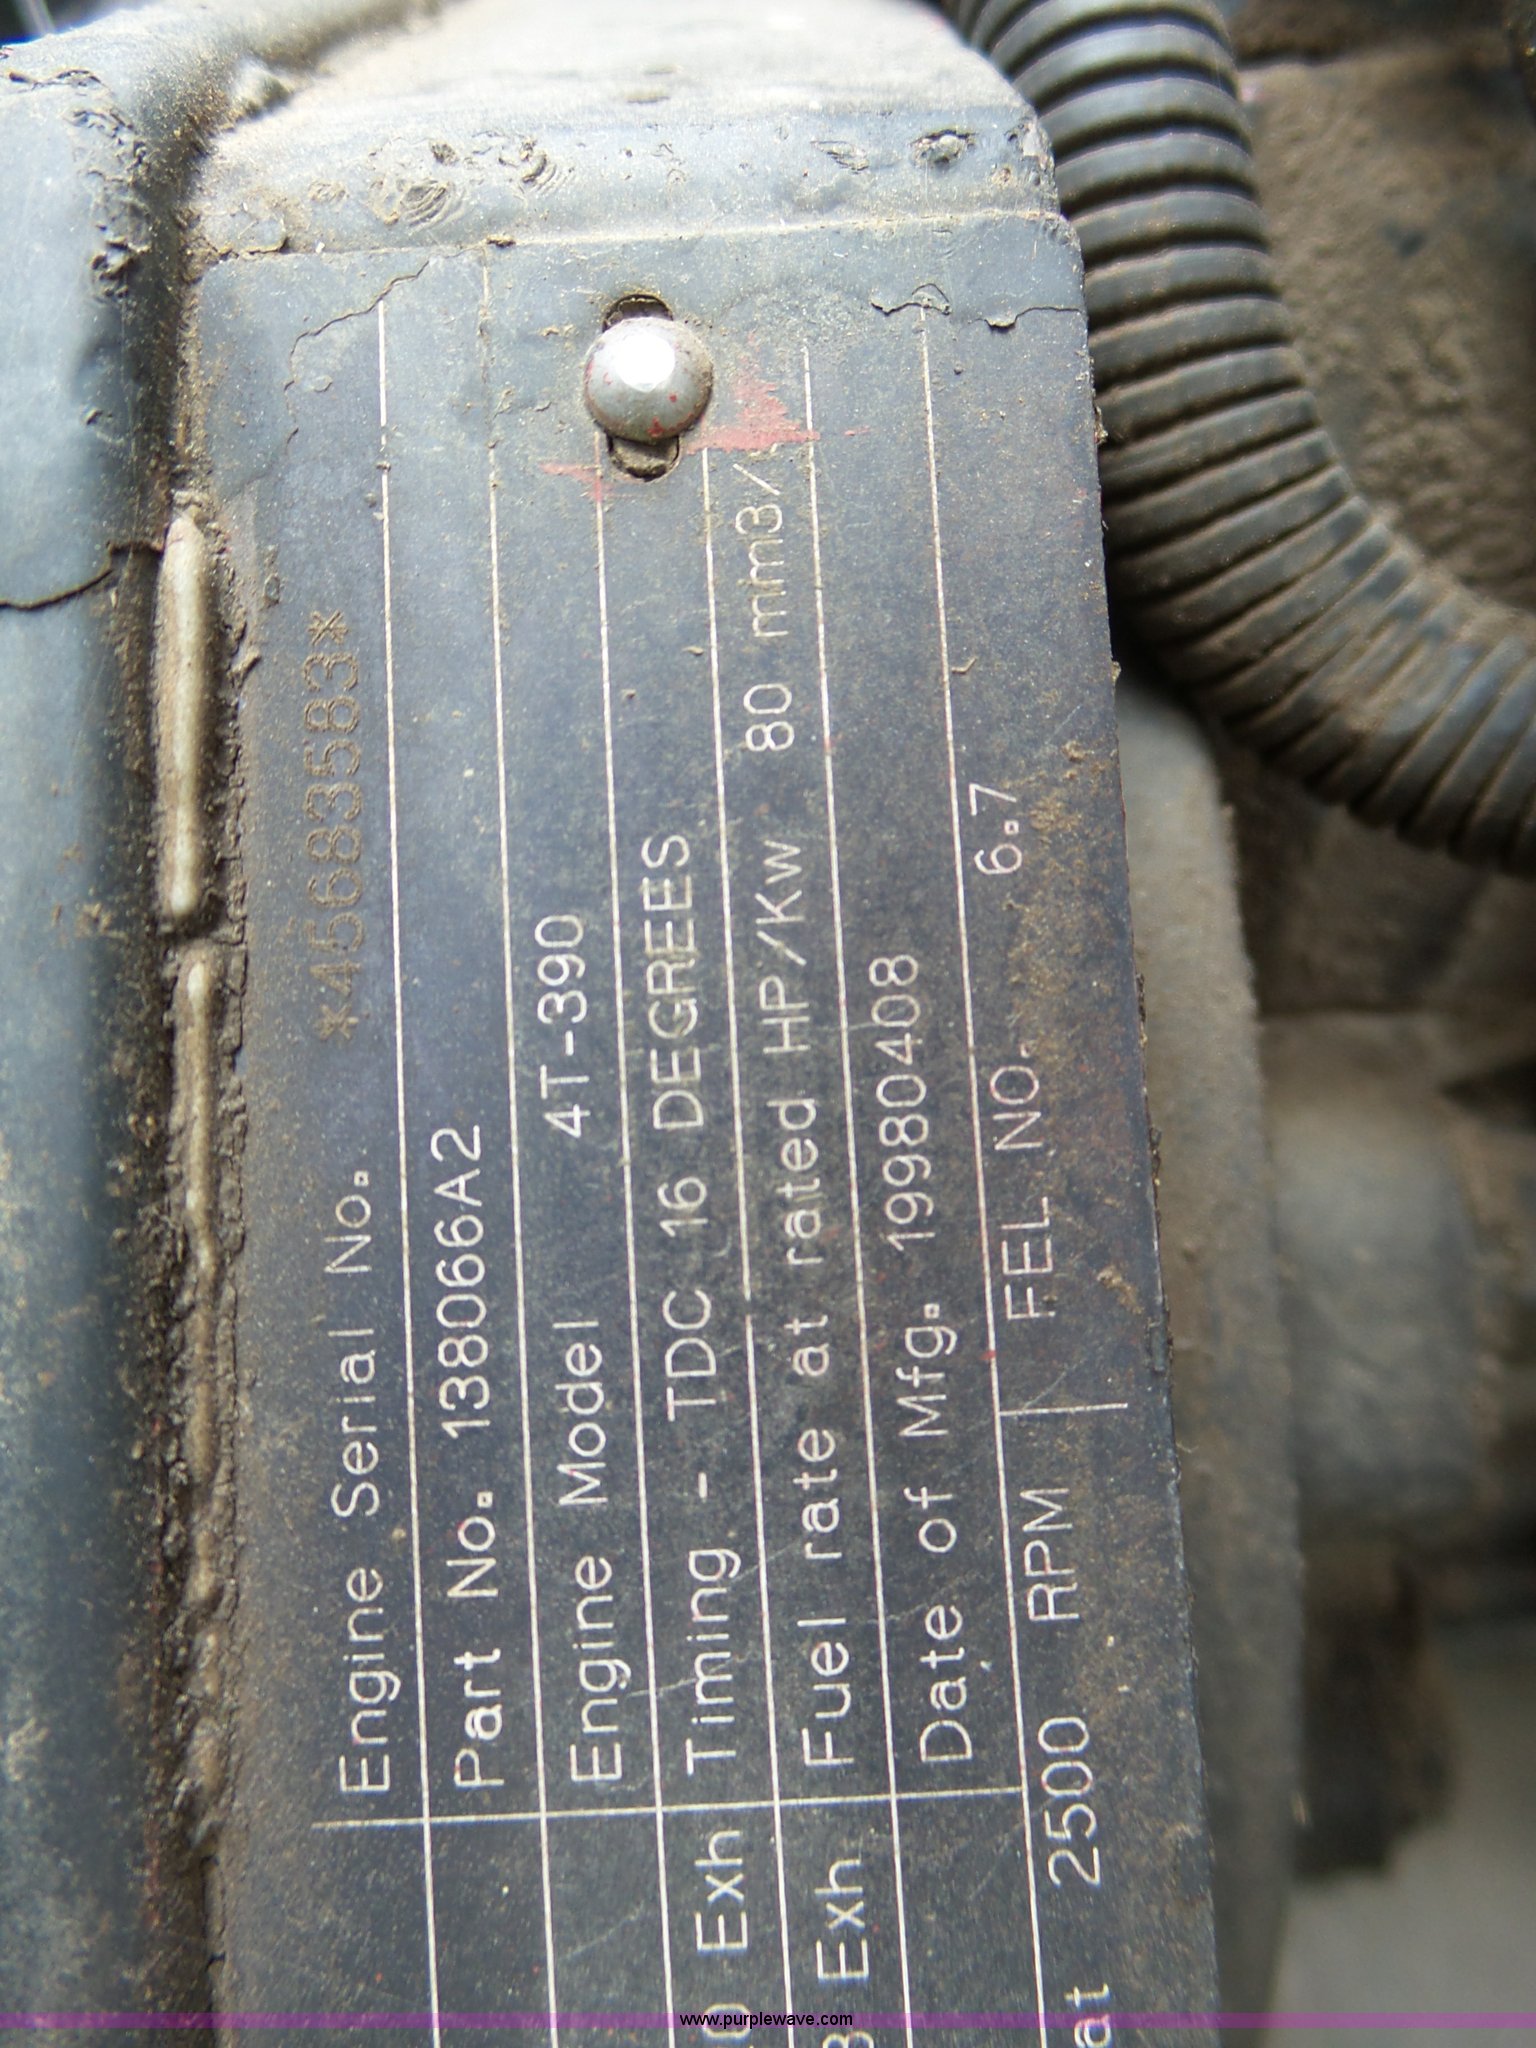 Engine Serial No. *45683583*
Part No. 138066A2
Engine Model 4T-390
Exh Timing - TDC 16 DEGREES
Exh Fuel rate at rated HP/Kw 80 mm3/
Date of Mfg. 19980408
at 2500 RPM FEL NO. 6.7
www.purplewave.com